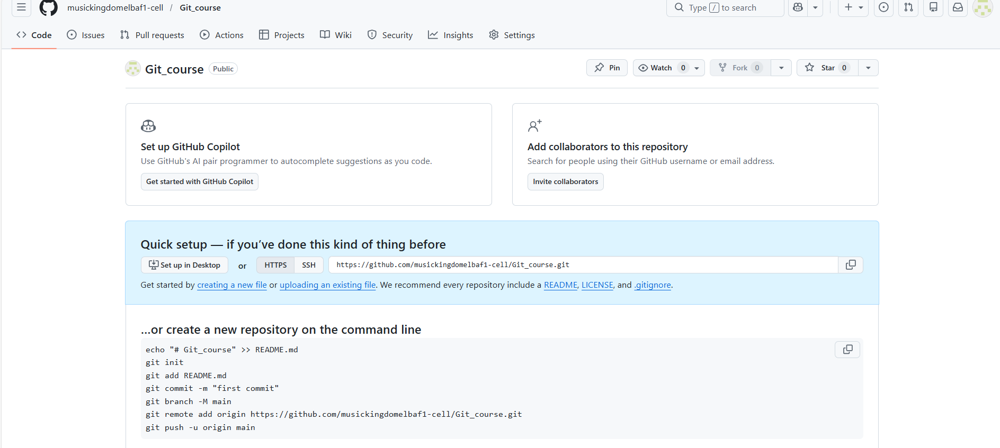 musickingdomelbaf1-cell / Git_course
Type / to search
Code Issues Pull requests Actions Projects Wiki Security Insights Settings
Git_course Public
Pin Watch 0 Fork 0 Star 0
Set up GitHub Copilot
Use GitHub's AI pair programmer to autocomplete suggestions as you code.
Get started with GitHub Copilot
Add collaborators to this repository
Search for people using their GitHub username or email address.
Invite collaborators
Quick setup — if you’ve done this kind of thing before
Set up in Desktop or HTTPS SSH https://github.com/musickingdomelbaf1-cell/Git_course.git
Get started by creating a new file or uploading an existing file. We recommend every repository include a README, LICENSE, and .gitignore.
...or create a new repository on the command line
echo "# Git_course" >> README.md
git init
git add README.md
git commit -m "first commit"
git branch -M main
git remote add origin https://github.com/musickingdomelbaf1-cell/Git_course.git
git push -u origin main